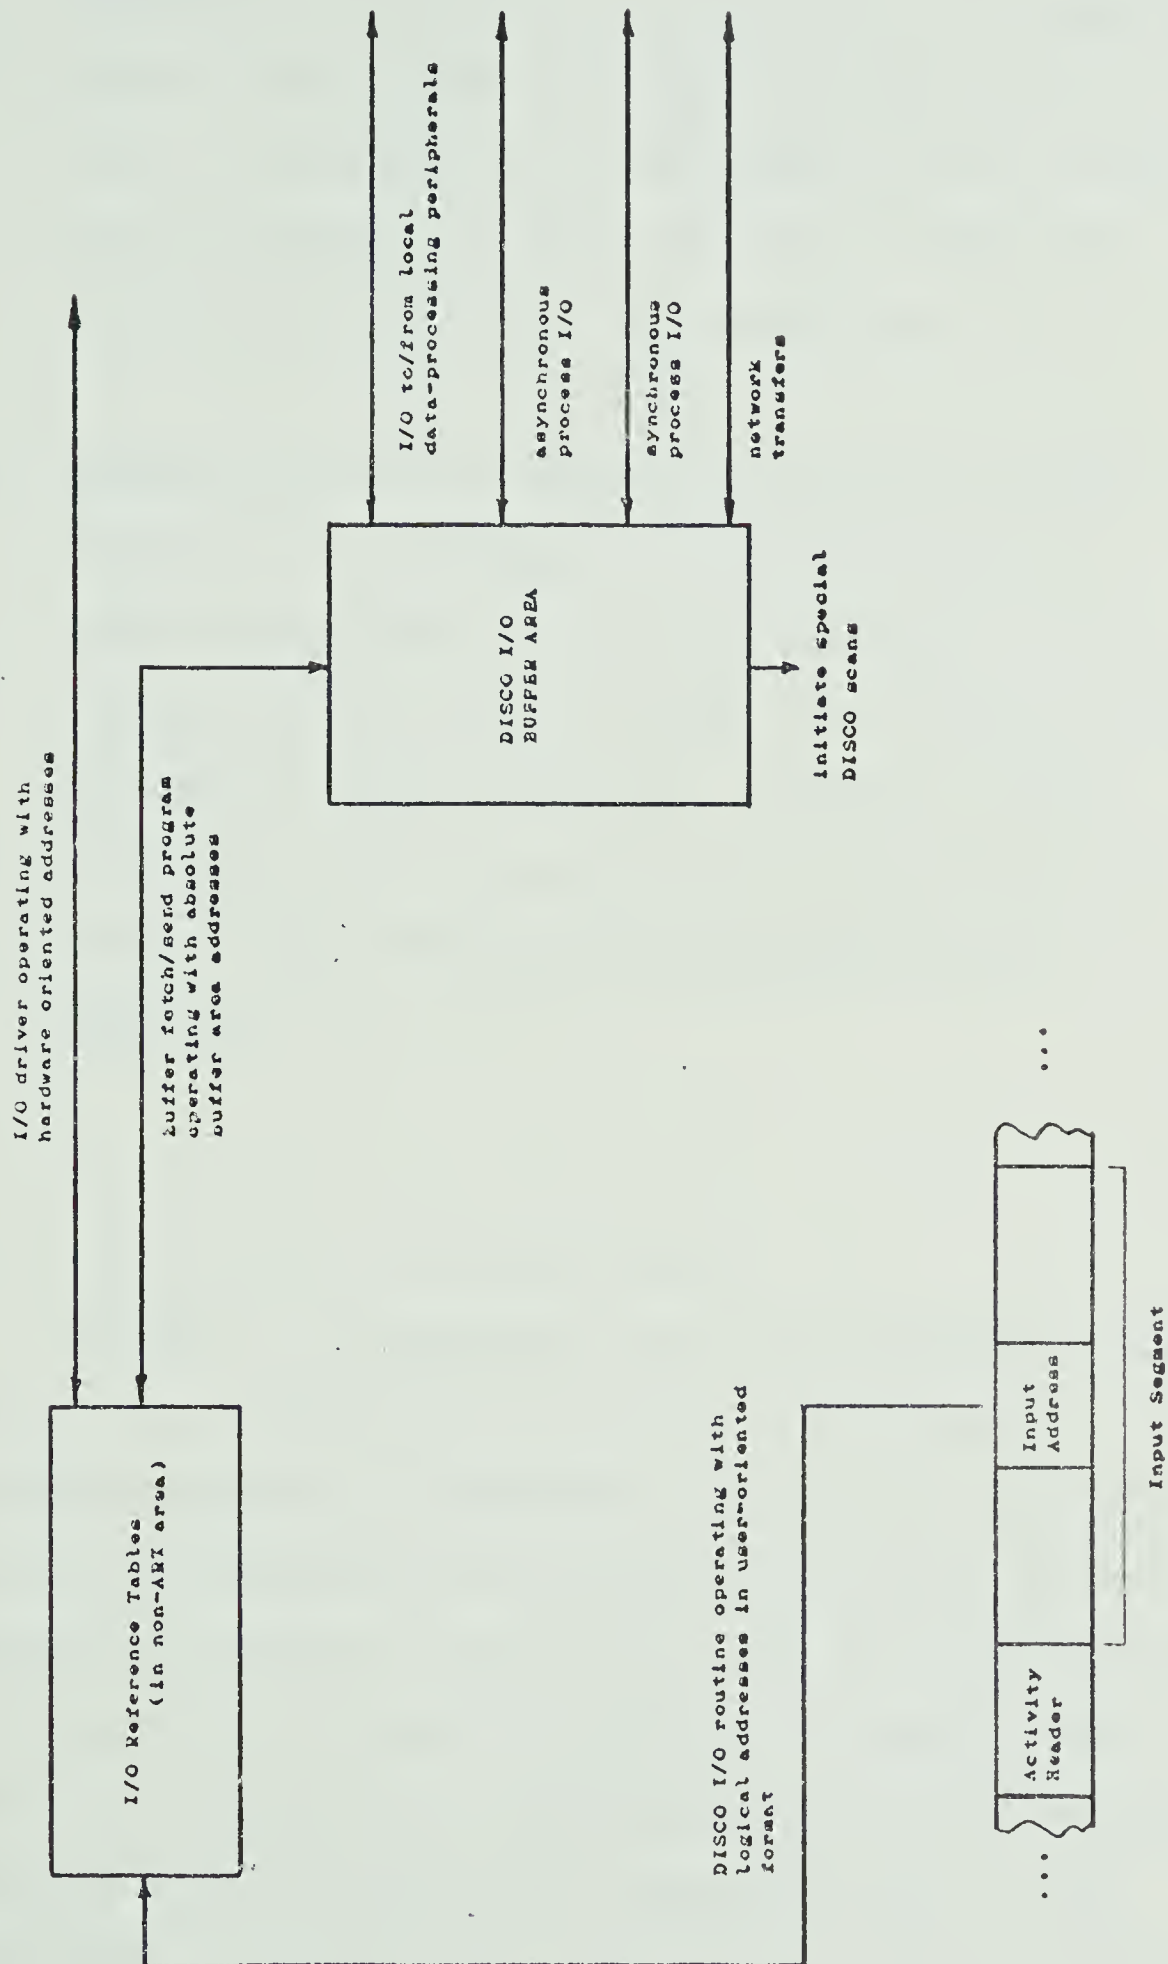 I/O driver operating with
hardware oriented addresses
I/O Reference Tables
(in non-ART area)
buffer fetch/send program
operating with absolute
buffer area addresses
I/O to/from local
data-processing peripherals
asynchronous
process I/O
synchronous
process I/O
network
transfers
DISCO I/O
BUFFER AREA
initiate special
DISCO scans
DISCO I/O routine operating with
logical addresses in user-oriented
format
...
Activity
Header
Input
Address
...
Input Segment